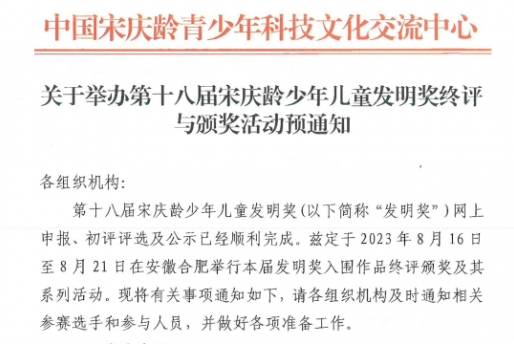 中国宋庆龄青少年科技文化交流中心
关于举办第十八届宋庆龄少年儿童发明奖终评
与颁奖活动预通知
各组织机构:
第十八届宋庆龄少年儿童发明奖(以下简称“发明奖”)网上
申报、初评评选及公示已经顺利完成。兹定于 2023 年 8 月 16 日
至 8 月 21 日在安徽合肥举行本届发明奖入围作品终评颁奖及其
系列活动。现将有关事项通知如下，请各组织机构及时通知相关
参赛选手和参与人员，并做好各项准备工作。